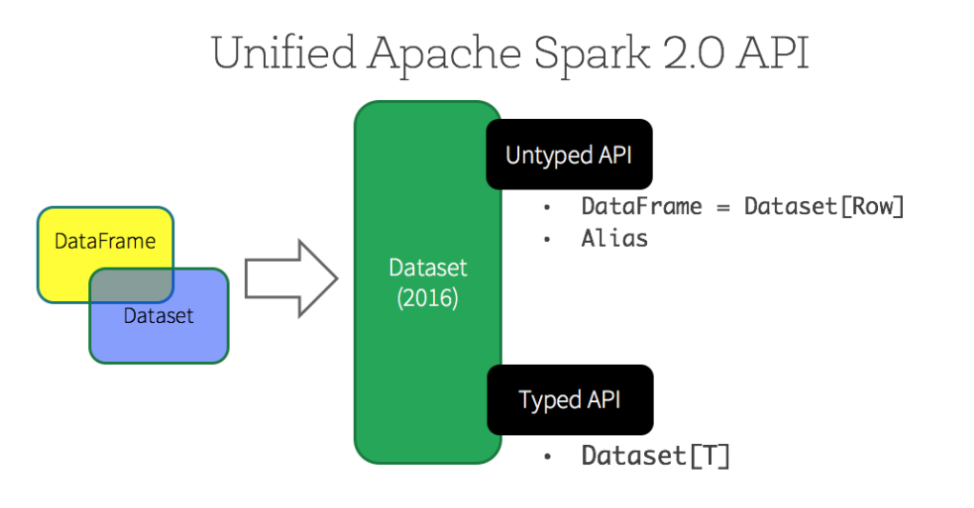 Unified Apache Spark 2.0 API
Untyped API
• DataFrame = Dataset[Row]
• Alias
DataFrame
Dataset
Dataset
(2016)
Typed API
• Dataset[T]